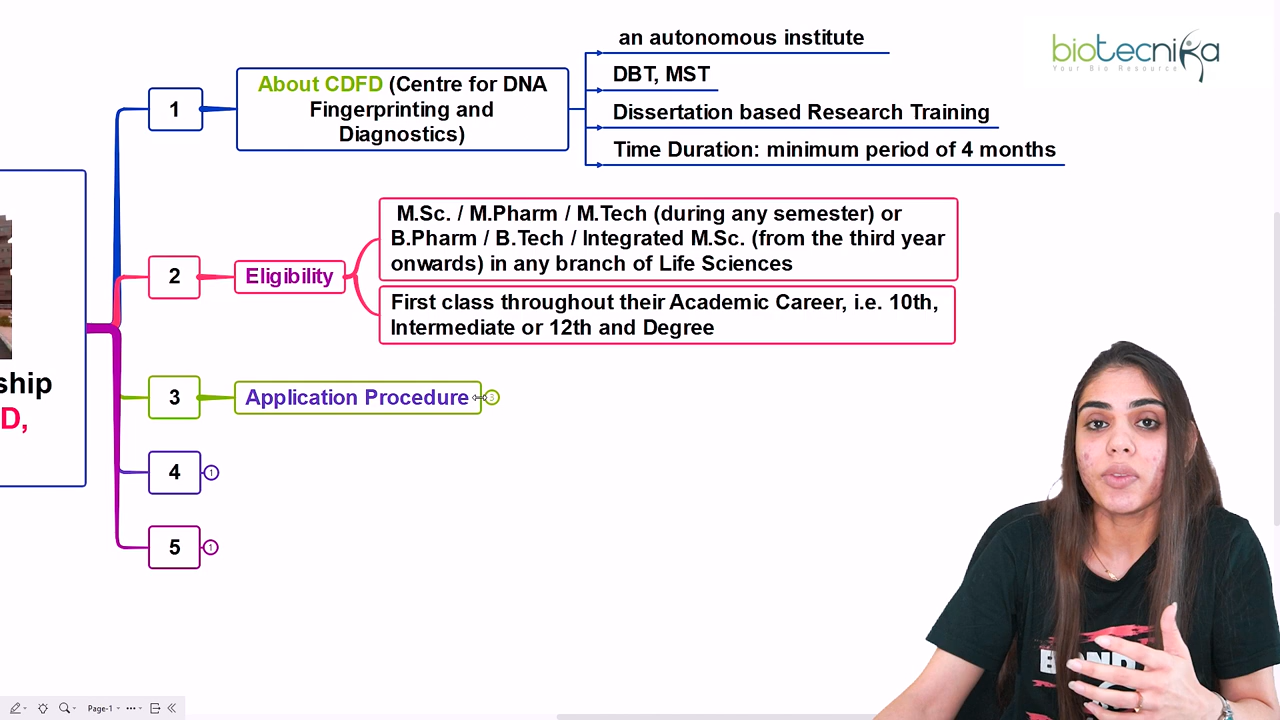 biotecnika
Your Bio Resource
1
About CDFD (Centre for DNA
Fingerprinting and
Diagnostics)
an autonomous institute
DBT, MST
Dissertation based Research Training
Time Duration: minimum period of 4 months
2
Eligibility
M.Sc. / M.Pharm / M.Tech (during any semester) or
B.Pharm / B.Tech / Integrated M.Sc. (from the third year
onwards) in any branch of Life Sciences
First class throughout their Academic Career, i.e. 10th,
Intermediate or 12th and Degree
ship
D,
3
Application Procedure
3
4
1
5
1
Page-1